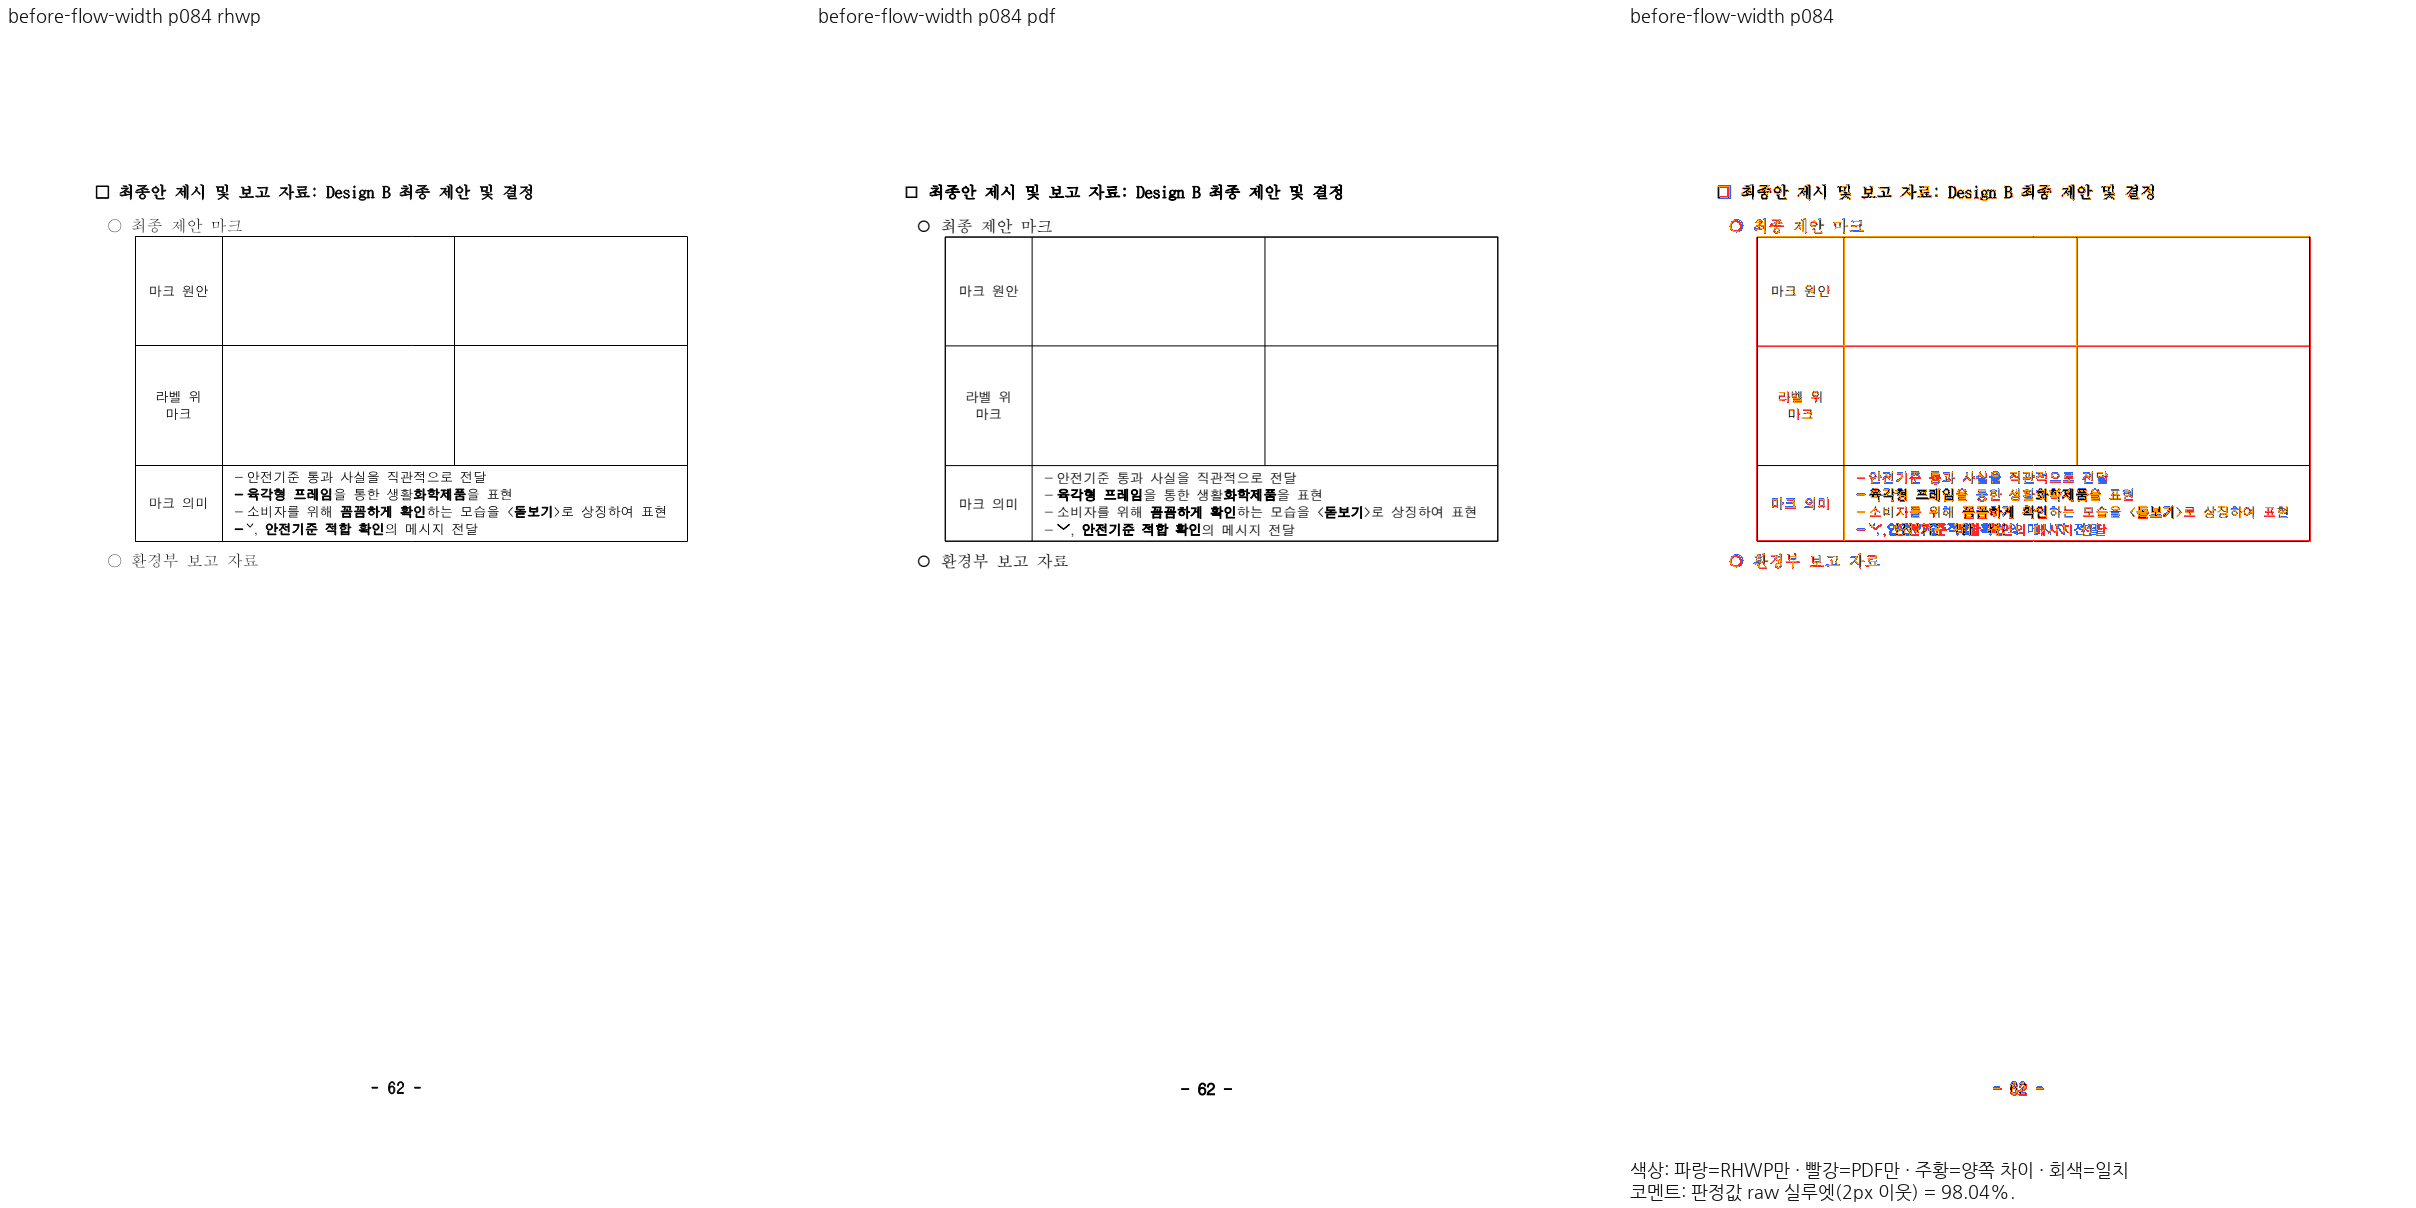 before-flow-width p084 rhwp
□ 최종안 제시 및 보고 자료: Design B 최종 제안 및 결정
○ 최종 제안 마크
마크 원안
라벨 위
마크
마크 의미
– 안전기준 통과 사실을 직관적으로 전달
– 육각형 프레임을 통한 생활화학제품을 표현
– 소비자를 위해 꼼꼼하게 확인하는 모습을 <돋보기>로 상징하여 표현
– ﹀, 안전기준 적합 확인의 메시지 전달
○ 환경부 보고 자료
- 62 -
before-flow-width p084 pdf
□ 최종안 제시 및 보고 자료: Design B 최종 제안 및 결정
○ 최종 제안 마크
마크 원안
라벨 위
마크
마크 의미
– 안전기준 통과 사실을 직관적으로 전달
– 육각형 프레임을 통한 생활화학제품을 표현
– 소비자를 위해 꼼꼼하게 확인하는 모습을 <돋보기>로 상징하여 표현
– ﹀, 안전기준 적합 확인의 메시지 전달
○ 환경부 보고 자료
- 62 -
before-flow-width p084
□ 최종안 제시 및 보고 자료: Design B 최종 제안 및 결정
○ 최종 제안 마크
마크 원안
라벨 위
마크
마크 의미
– 안전기준 통과 사실을 직관적으로 전달
– 육각형 프레임을 통한 생활화학제품을 표현
– 소비자를 위해 꼼꼼하게 확인하는 모습을 <돋보기>로 상징하여 표현
– ﹀, 안전기준 적합 확인의 메시지 전달
○ 환경부 보고 자료
- 62 -
색상: 파랑=RHWP만 · 빨강=PDF만 · 주황=양쪽 차이 · 회색=일치
코멘트: 판정값 raw 실루엣(2px 이웃) = 98.04%.